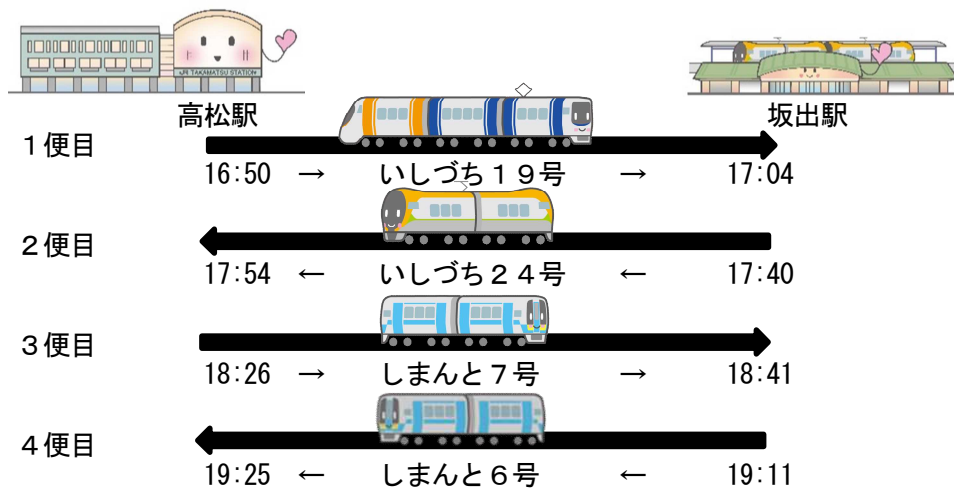 JR TAKAMATSU STATION
高松駅
坂出駅
1便目
16:50 → いしづち19号 → 17:04
2便目
17:54 ← いしづち24号 ← 17:40
3便目
18:26 → しまんと7号 → 18:41
4便目
19:25 ← しまんと6号 ← 19:11